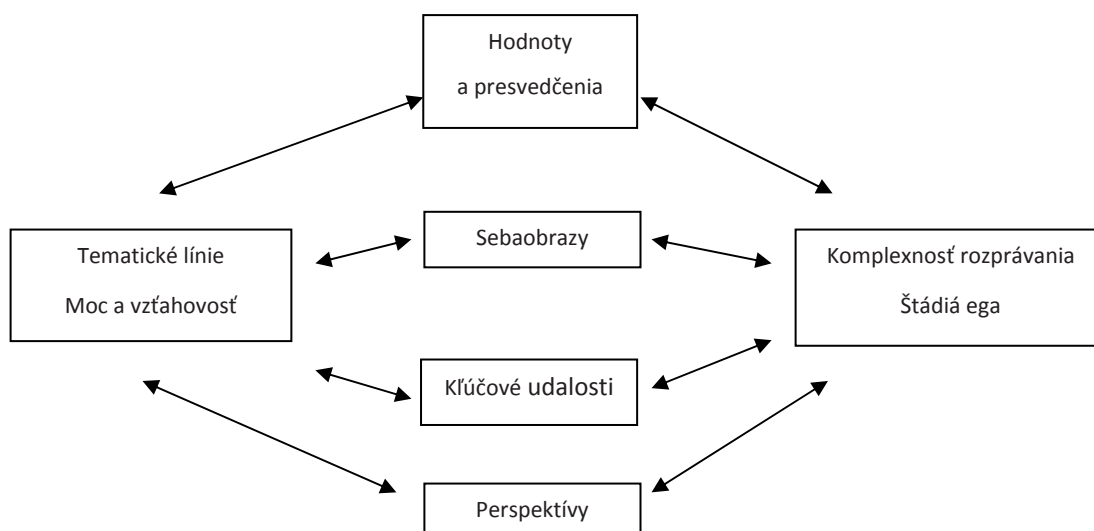 Hodnoty
a presvedčenia
Tematické línie
Moc a vzťahovosť
Sebaobrazy
Komplexnosť rozprávania
Štádiá ega
Kľúčové udalosti
Perspektívy